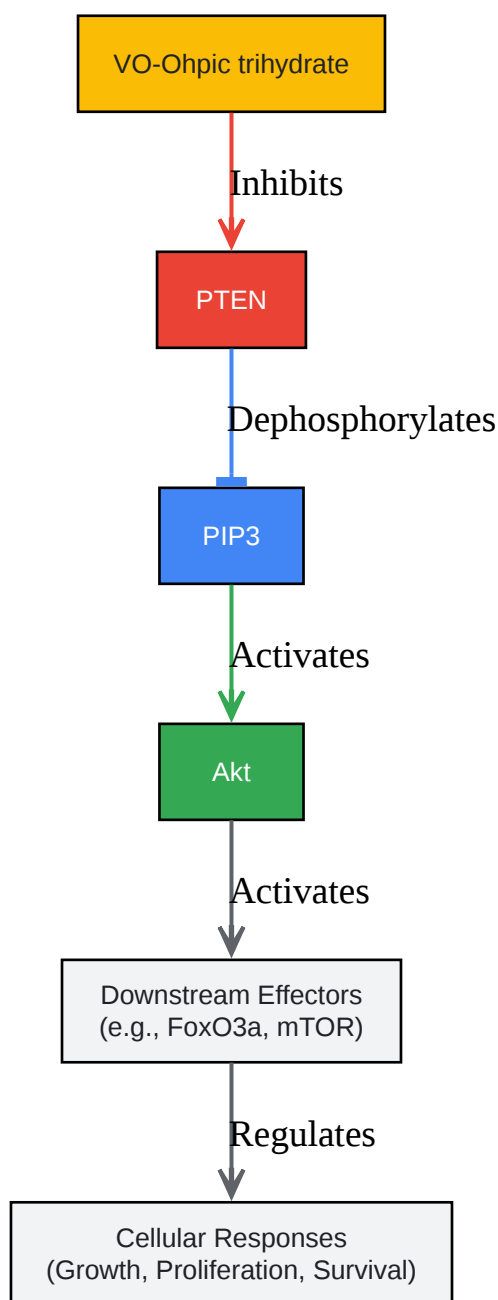 VO-Ohpic trihydrate
Inhibits
PTEN
Dephosphorylates
PIP3
Activates
Akt
Activates
Downstream Effectors
(e.g., FoxO3a, mTOR)
Regulates
Cellular Responses
(Growth, Proliferation, Survival)